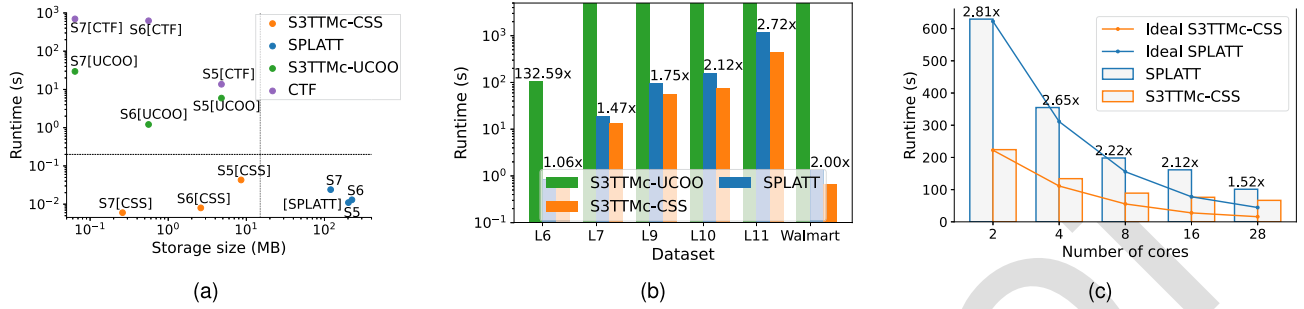 10³
10²
10¹
10⁰
10⁻¹
10⁻²
Runtime (s)
S7[CTF]
S6[CTF]
S7[UCOO]
S5[CTF]
S6[UCOO]
S5[UCOO]
S5[CSS]
S7[CSS]
S6[CSS]
S7
S6
[SPLATT]
S5
S3TTMc-CSS
SPLATT
S3TTMc-UCOO
CTF
10⁻¹
10⁰
10¹
10²
Storage size (MB)
(a)
10³
10²
10¹
10⁰
10⁻¹
Runtime (s)
132.59x
1.06x
1.47x
1.75x
2.12x
2.72x
2.00x
S3TTMc-UCOO
S3TTMc-CSS
SPLATT
L6
L7
L9
L10
L11
Walmart
Dataset
(b)
600
500
400
300
200
100
0
Runtime (s)
2.81x
2.65x
2.22x
2.12x
1.52x
Ideal S3TTMc-CSS
Ideal SPLATT
SPLATT
S3TTMc-CSS
2
4
8
16
28
Number of cores
(c)